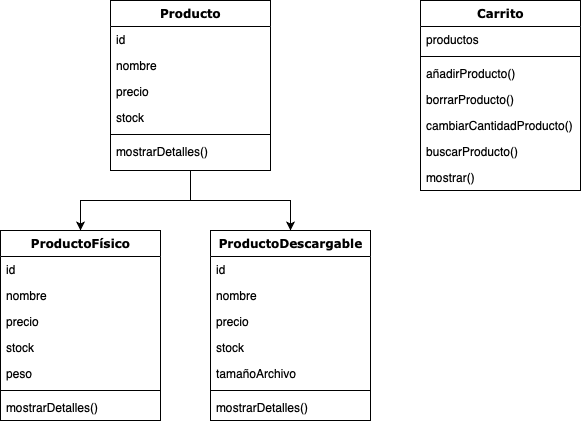 Producto
id
nombre
precio
stock
mostrarDetalles()
Carrito
productos
añadirProducto()
borrarProducto()
cambiarCantidadProducto()
buscarProducto()
mostrar()
ProductoFísico
id
nombre
precio
stock
peso
mostrarDetalles()
ProductoDescargable
id
nombre
precio
stock
tamañoArchivo
mostrarDetalles()